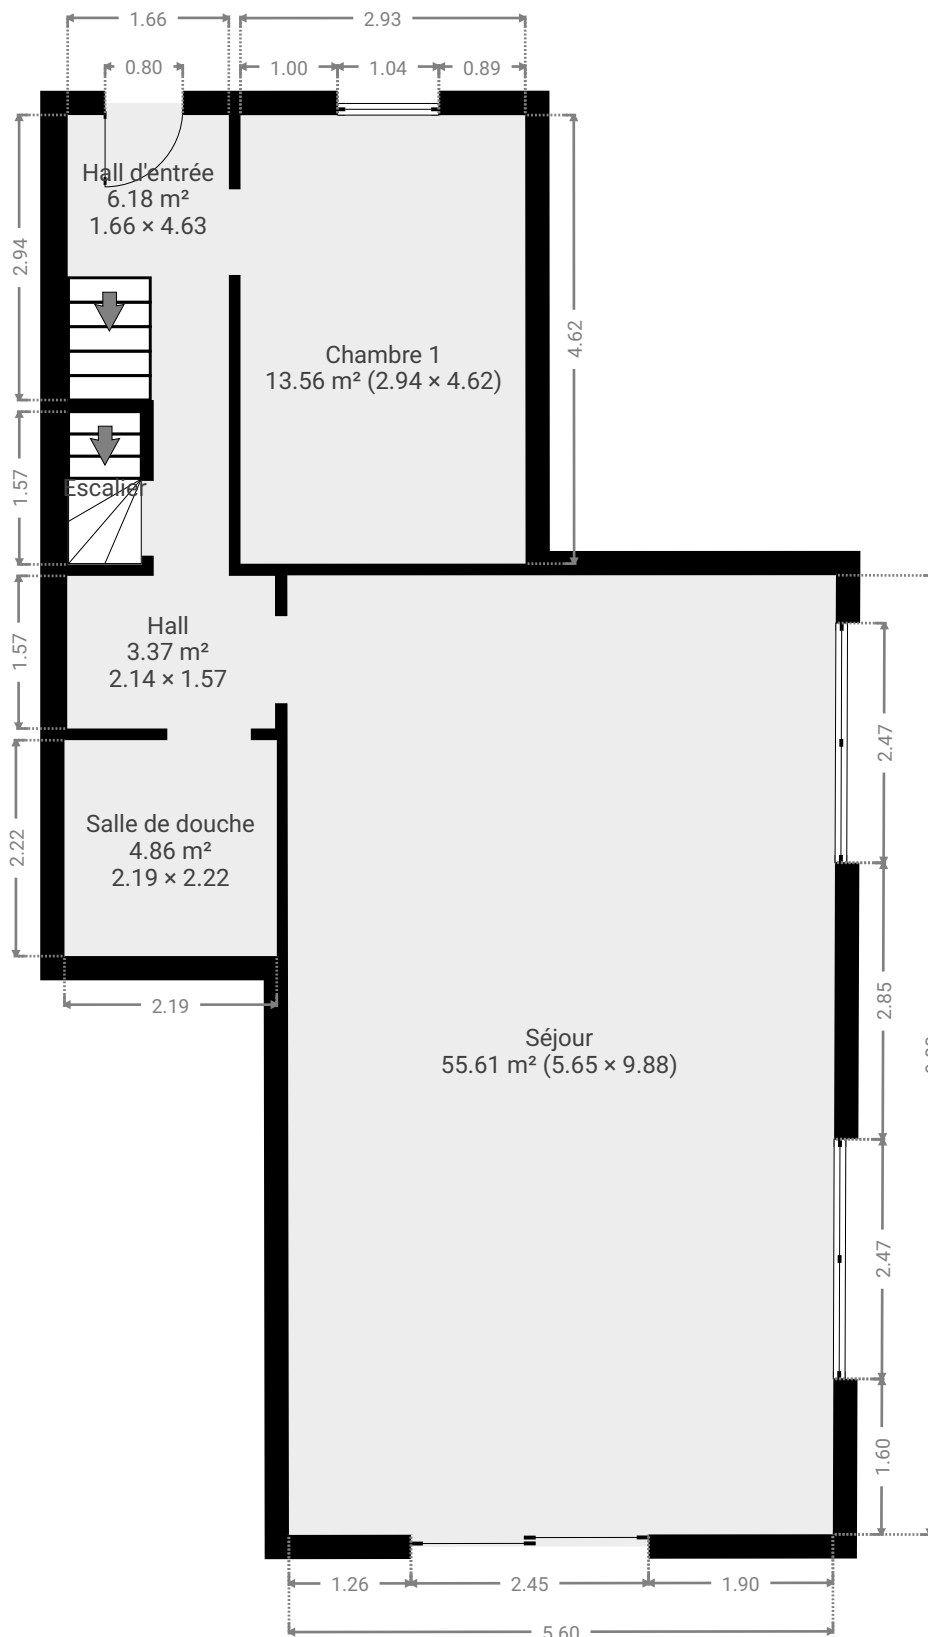 1.66
2.93
0.80
1.00
1.04
0.89
Hall d'entrée
6.18 m²
1.66 × 4.63
2.94
4.62
Chambre 1
13.56 m² (2.94 × 4.62)
1.57
Escalier
Hall
3.37 m²
2.14 × 1.57
1.57
2.47
Salle de douche
4.86 m²
2.19 × 2.22
2.22
2.19
2.85
Séjour
55.61 m² (5.65 × 9.88)
2.47
1.60
1.26
2.45
1.90
5.60